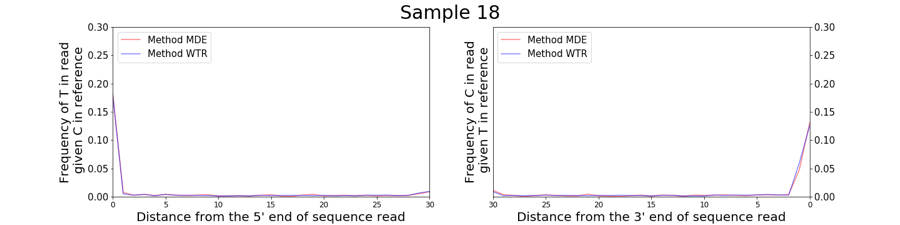 Sample 18
Frequency of T in read
given C in reference
0.30
0.25
0.20
0.15
0.10
0.05
0.00
Method MDE
Method WTR
0
5
10
15
20
25
30
Distance from the 5' end of sequence read
Frequency of C in read
given T in reference
Method MDE
Method WTR
0.30
0.25
0.20
0.15
0.10
0.05
0.00
30
25
20
15
10
5
0
Distance from the 3' end of sequence read